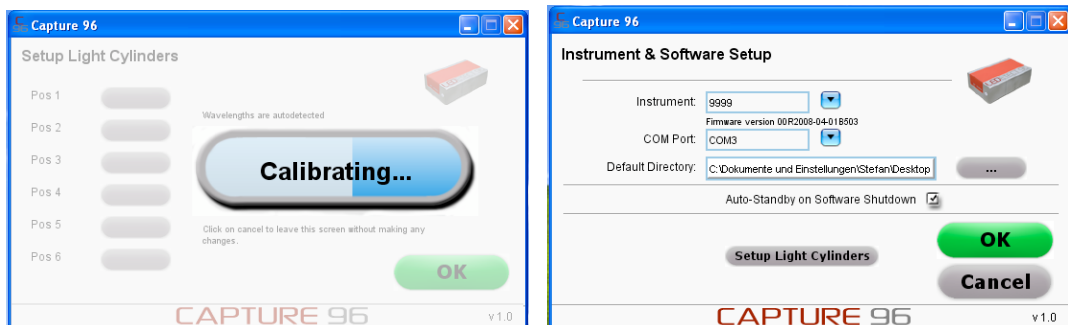 Capture 96
Setup Light Cylinders
Pos 1
Pos 2
Pos 3
Pos 4
Pos 5
Pos 6
Wavelengths are autodetected
Calibrating...
Click on cancel to leave this screen without making any
changes.
OK
CAPTURE 96
v 1.0
Capture 96
Instrument & Software Setup
Instrument: 9999
Firmware version 00R2008-04-01B503
COM Port: COM3
Default Directory: C:\Dokumente und Einstellungen\Stefan\Desktop
...
Auto-Standby on Software Shutdown
OK
Setup Light Cylinders
Cancel
CAPTURE 96
v 1.0